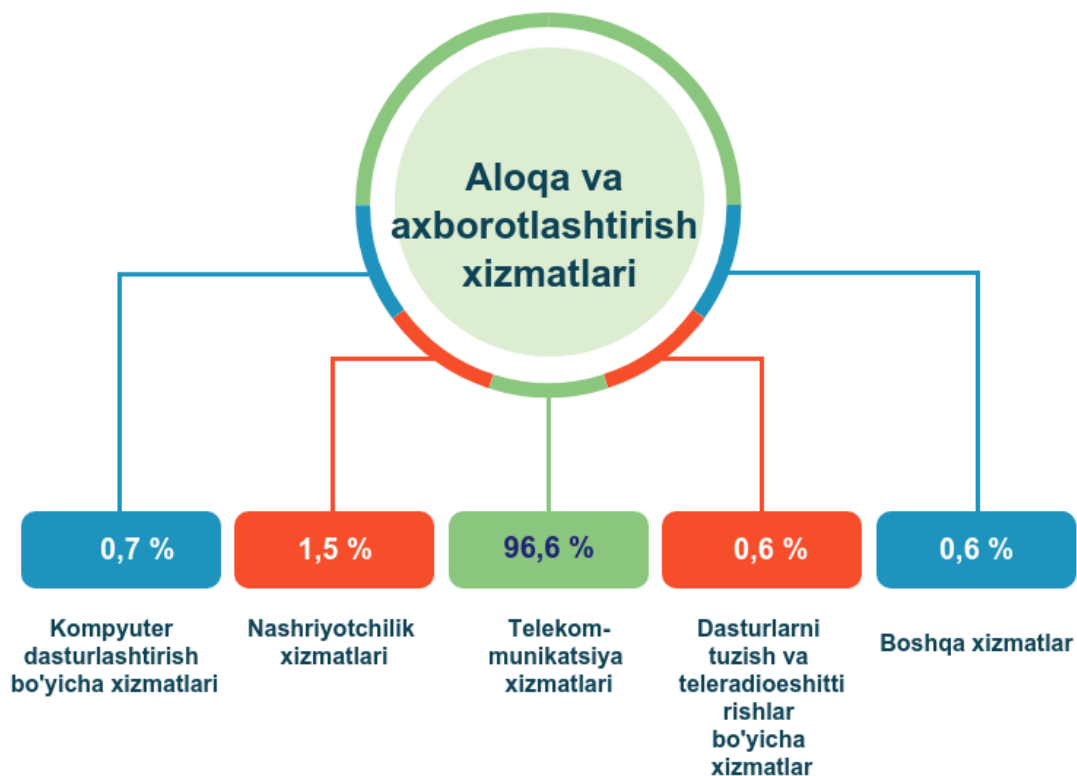 Aloqa va
axborotlashtirish
xizmatlari
0,7 %
1,5 %
96,6 %
0,6 %
0,6 %
Kompyuter
dasturlashtirish
bo'yicha xizmatlari
Nashriyotchilik
xizmatlari
Telekom-
munikatsiya
xizmatlari
Dasturlarni
tuzish va
teleradioeshitti
rishlar
bo'yicha
xizmatlar
Boshqa xizmatlar